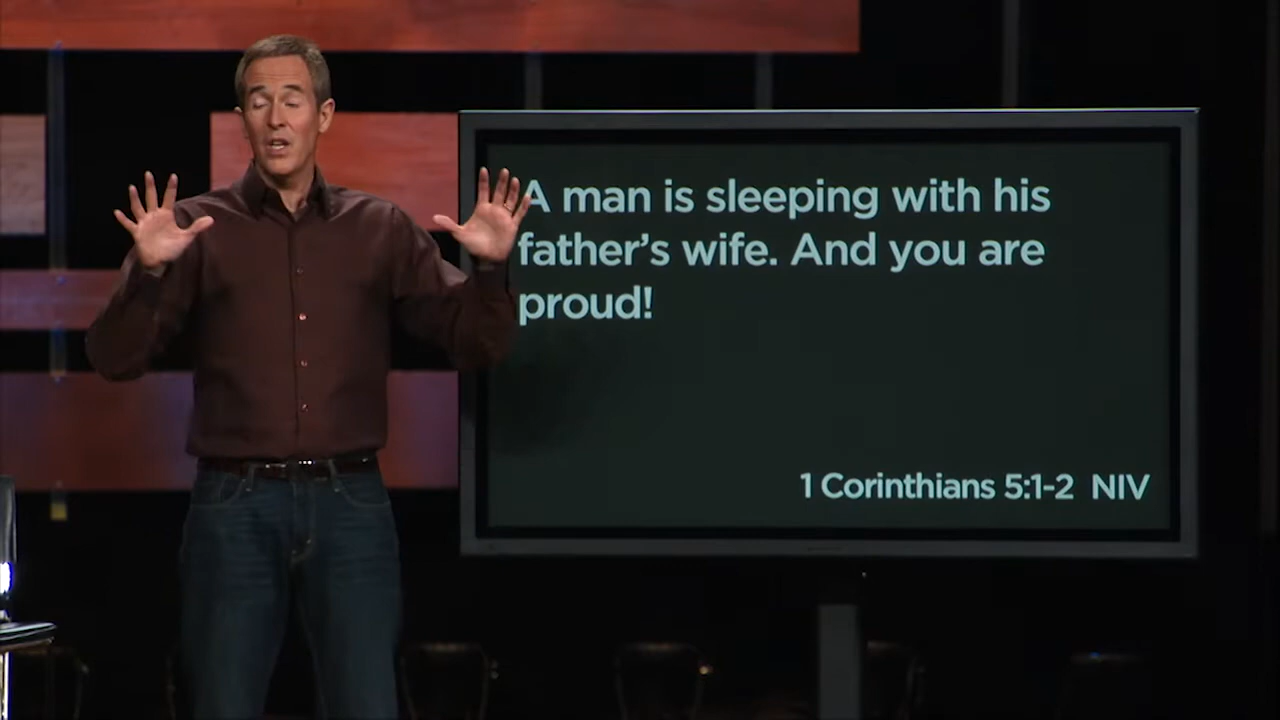 A man is sleeping with his
father's wife. And you are
proud!
1 Corinthians 5:1-2 NIV